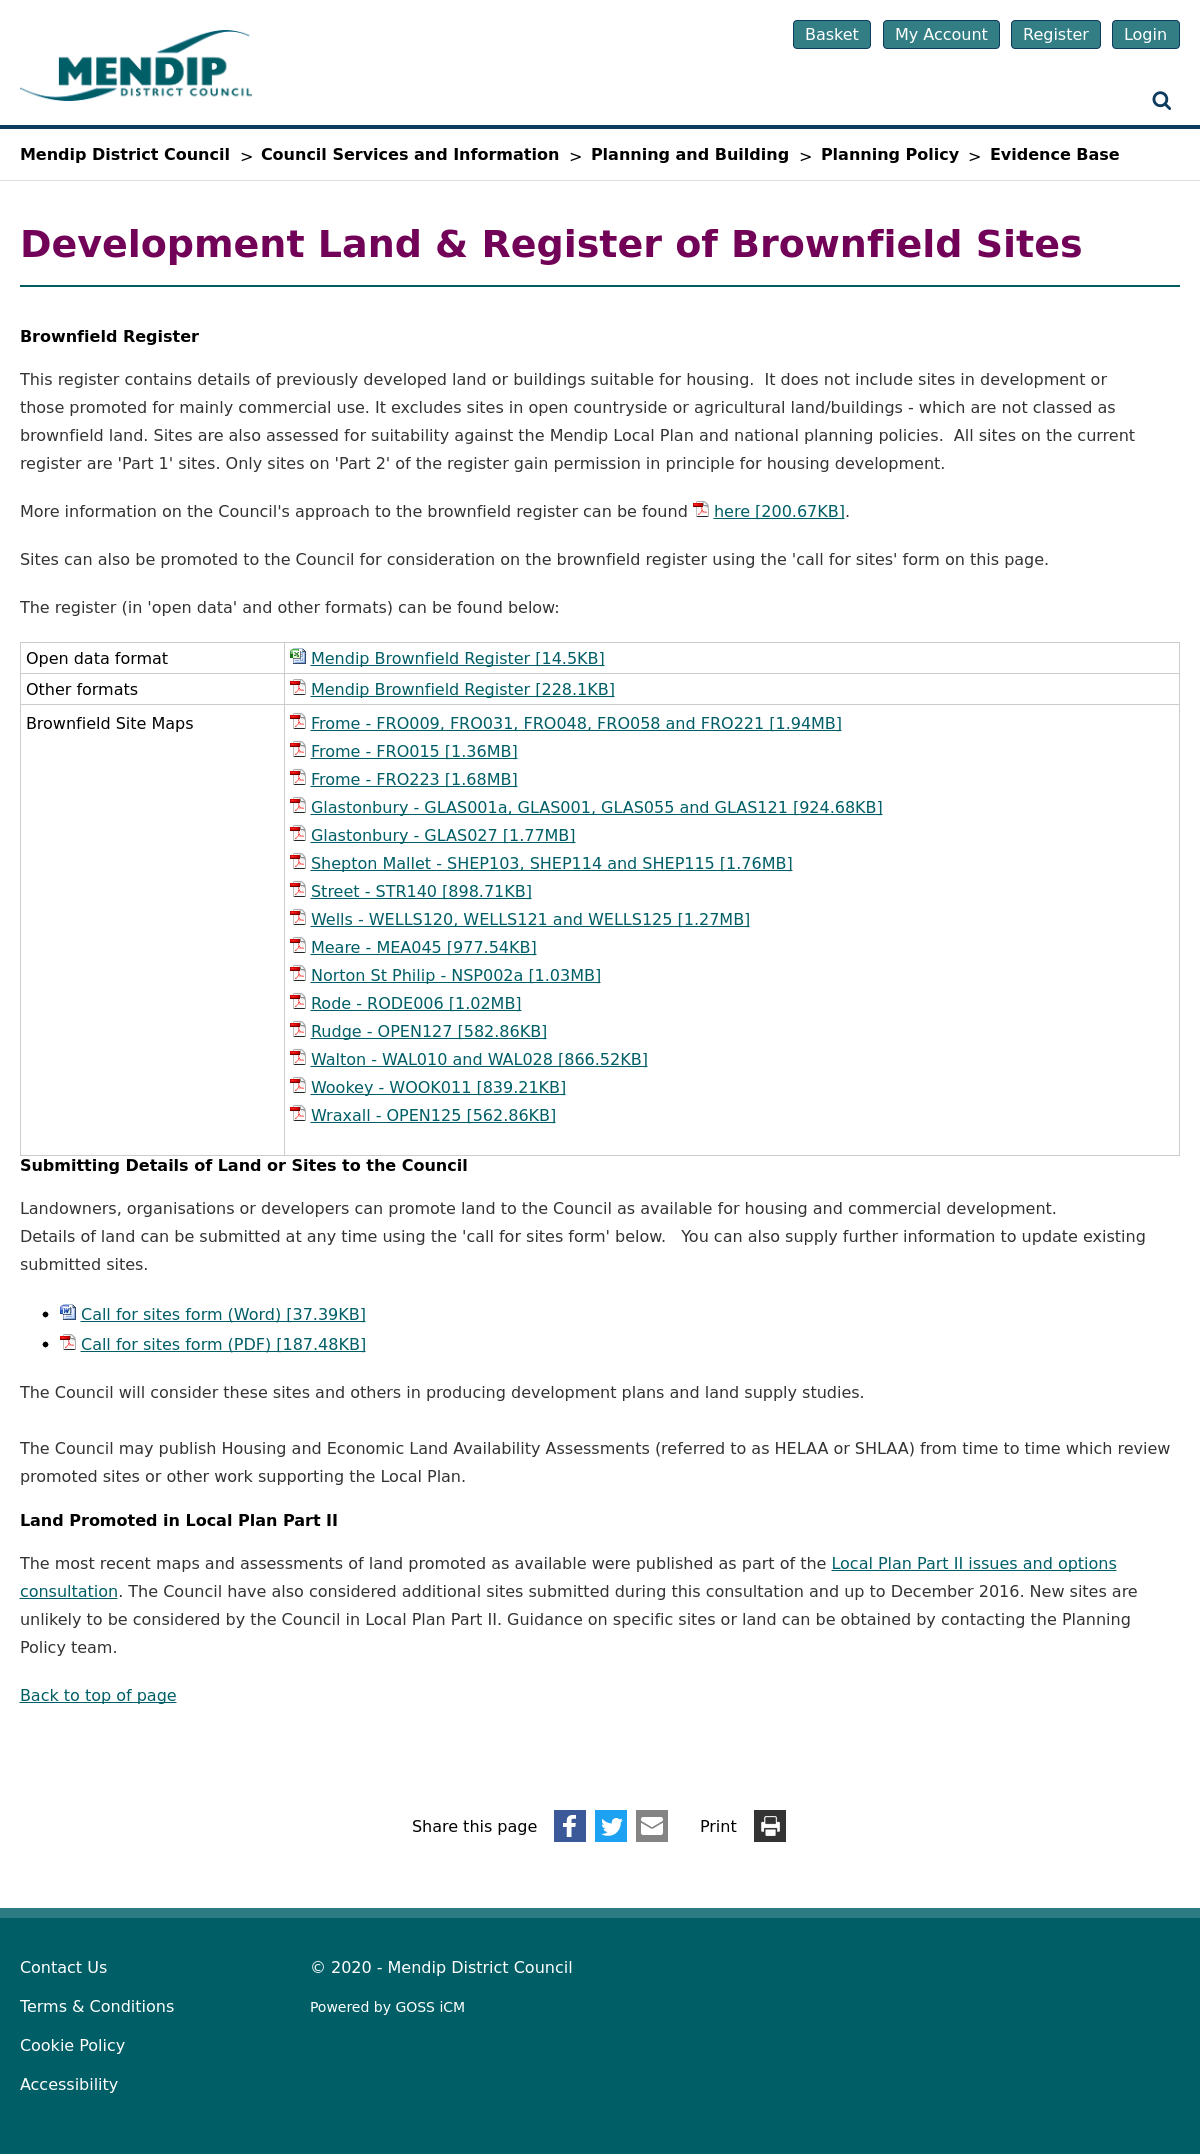 MENDIP
DISTRICT COUNCIL
Basket My Account Register Login
Mendip District Council > Council Services and Information > Planning and Building > Planning Policy > Evidence Base
Development Land & Register of Brownfield Sites
Brownfield Register
This register contains details of previously developed land or buildings suitable for housing.  It does not include sites in development or
those promoted for mainly commercial use. It excludes sites in open countryside or agricultural land/buildings - which are not classed as
brownfield land. Sites are also assessed for suitability against the Mendip Local Plan and national planning policies.  All sites on the current
register are 'Part 1' sites. Only sites on 'Part 2' of the register gain permission in principle for housing development.
More information on the Council's approach to the brownfield register can be found here [200.67KB].
Sites can also be promoted to the Council for consideration on the brownfield register using the 'call for sites' form on this page.
The register (in 'open data' and other formats) can be found below:
Open data format Mendip Brownfield Register [14.5KB]
Other formats Mendip Brownfield Register [228.1KB]
Brownfield Site Maps Frome - FRO009, FRO031, FRO048, FRO058 and FRO221 [1.94MB]
Frome - FRO015 [1.36MB]
Frome - FRO223 [1.68MB]
Glastonbury - GLAS001a, GLAS001, GLAS055 and GLAS121 [924.68KB]
Glastonbury - GLAS027 [1.77MB]
Shepton Mallet - SHEP103, SHEP114 and SHEP115 [1.76MB]
Street - STR140 [898.71KB]
Wells - WELLS120, WELLS121 and WELLS125 [1.27MB]
Meare - MEA045 [977.54KB]
Norton St Philip - NSP002a [1.03MB]
Rode - RODE006 [1.02MB]
Rudge - OPEN127 [582.86KB]
Walton - WAL010 and WAL028 [866.52KB]
Wookey - WOOK011 [839.21KB]
Wraxall - OPEN125 [562.86KB]
Submitting Details of Land or Sites to the Council
Landowners, organisations or developers can promote land to the Council as available for housing and commercial development.
Details of land can be submitted at any time using the 'call for sites form' below.   You can also supply further information to update existing
submitted sites.
• Call for sites form (Word) [37.39KB]
• Call for sites form (PDF) [187.48KB]
The Council will consider these sites and others in producing development plans and land supply studies.
The Council may publish Housing and Economic Land Availability Assessments (referred to as HELAA or SHLAA) from time to time which review
promoted sites or other work supporting the Local Plan.
Land Promoted in Local Plan Part II
The most recent maps and assessments of land promoted as available were published as part of the Local Plan Part II issues and options
consultation. The Council have also considered additional sites submitted during this consultation and up to December 2016. New sites are
unlikely to be considered by the Council in Local Plan Part II. Guidance on specific sites or land can be obtained by contacting the Planning
Policy team.
Back to top of page
Share this page Print
Contact Us © 2020 - Mendip District Council
Terms & Conditions Powered by GOSS iCM
Cookie Policy
Accessibility